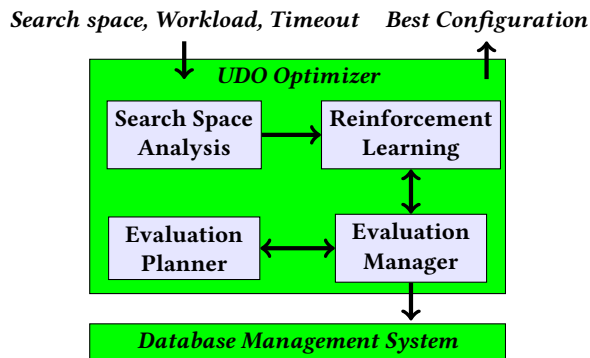 Search space, Workload, Timeout Best Configuration
UDO Optimizer
Search Space
Analysis
Reinforcement
Learning
Evaluation
Planner
Evaluation
Manager
Database Management System